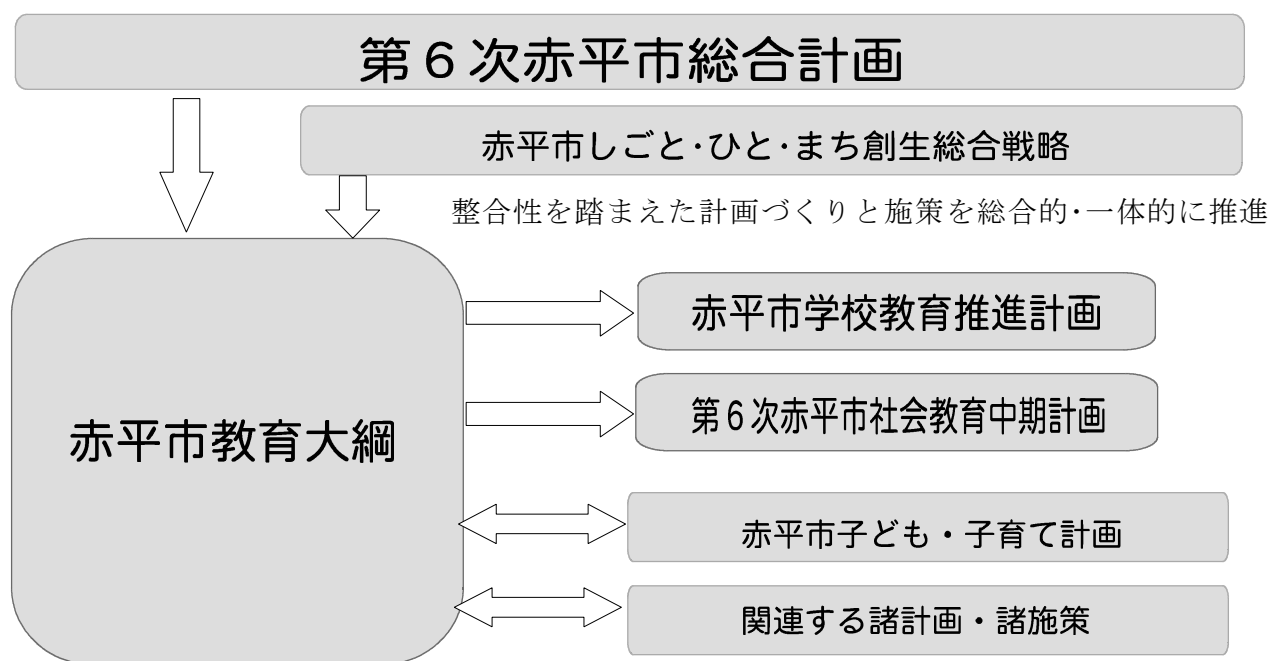 第６次赤平市総合計画
赤平市しごと･ひと･まち創生総合戦略
整合性を踏まえた計画づくりと施策を総合的･一体的に推進
赤平市教育大綱
赤平市学校教育推進計画
第６次赤平市社会教育中期計画
赤平市子ども・子育て計画
関連する諸計画・諸施策